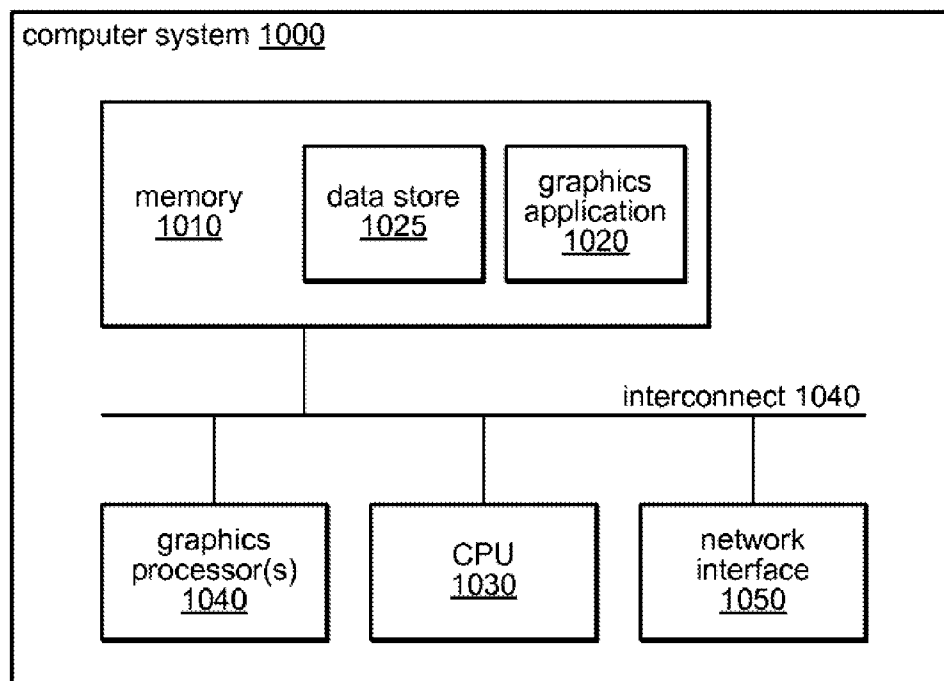 computer system 1000
memory
1010
data store
1025
graphics
application
1020
interconnect 1040
graphics
processor(s)
1040
CPU
1030
network
interface
1050